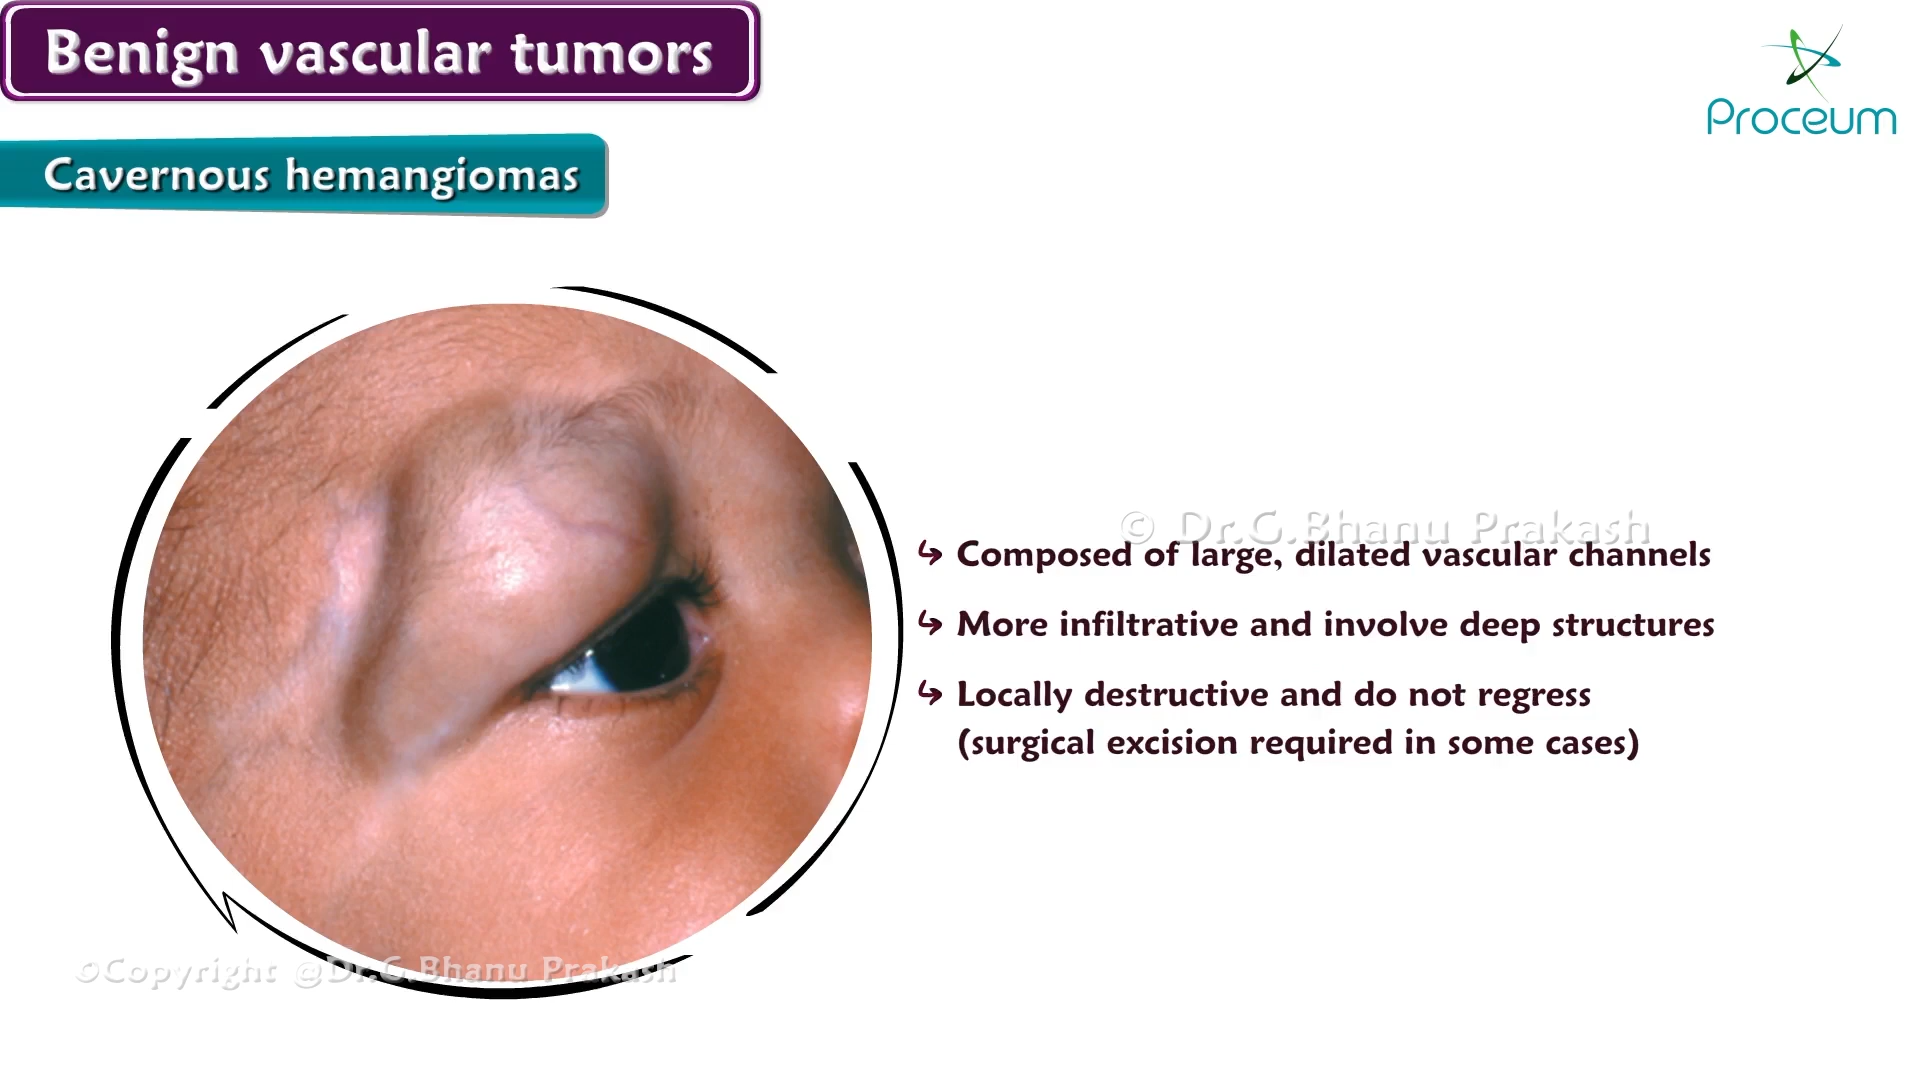 Benign vascular tumors
Proceum
Cavernous hemangiomas
© Dr.G.Bhanu Prakash
↪ Composed of large, dilated vascular channels
↪ More infiltrative and involve deep structures
↪ Locally destructive and do not regress
(surgical excision required in some cases)
©Copyright @Dr.G.Bhanu Prakash